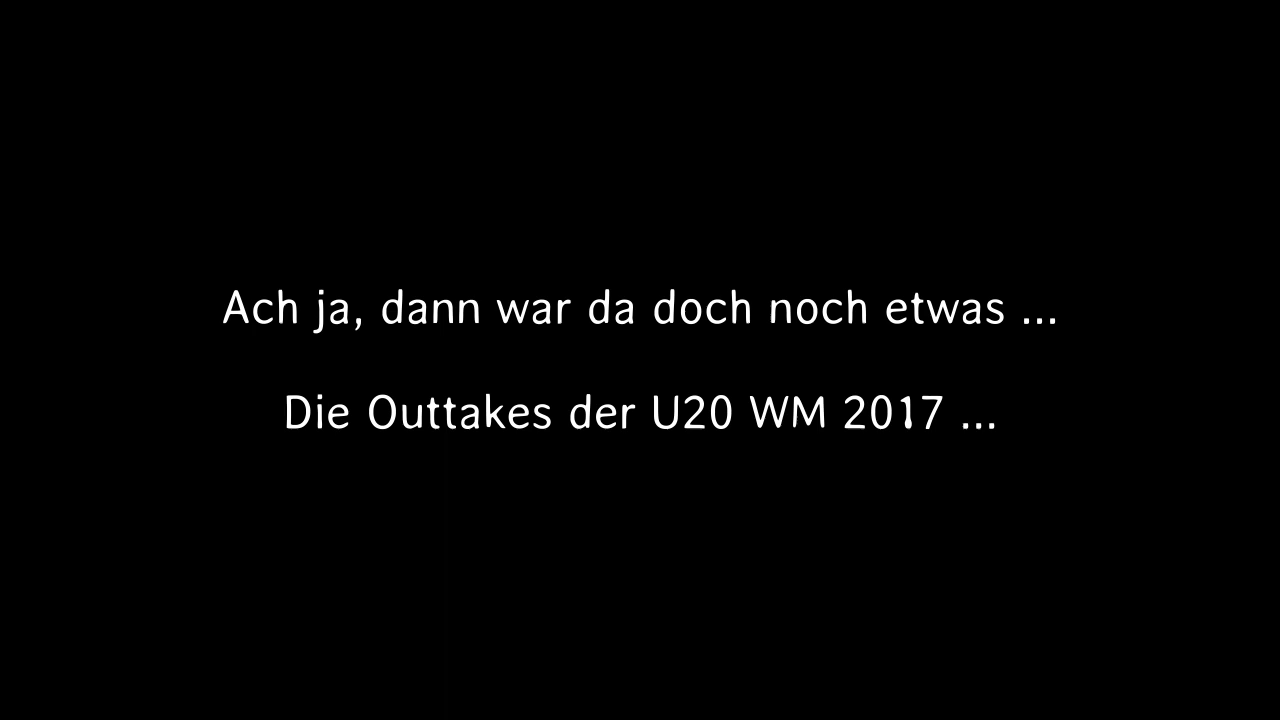 Ach ja, dann war da doch noch etwas ...
Die Outtakes der U20 WM 2017 ...